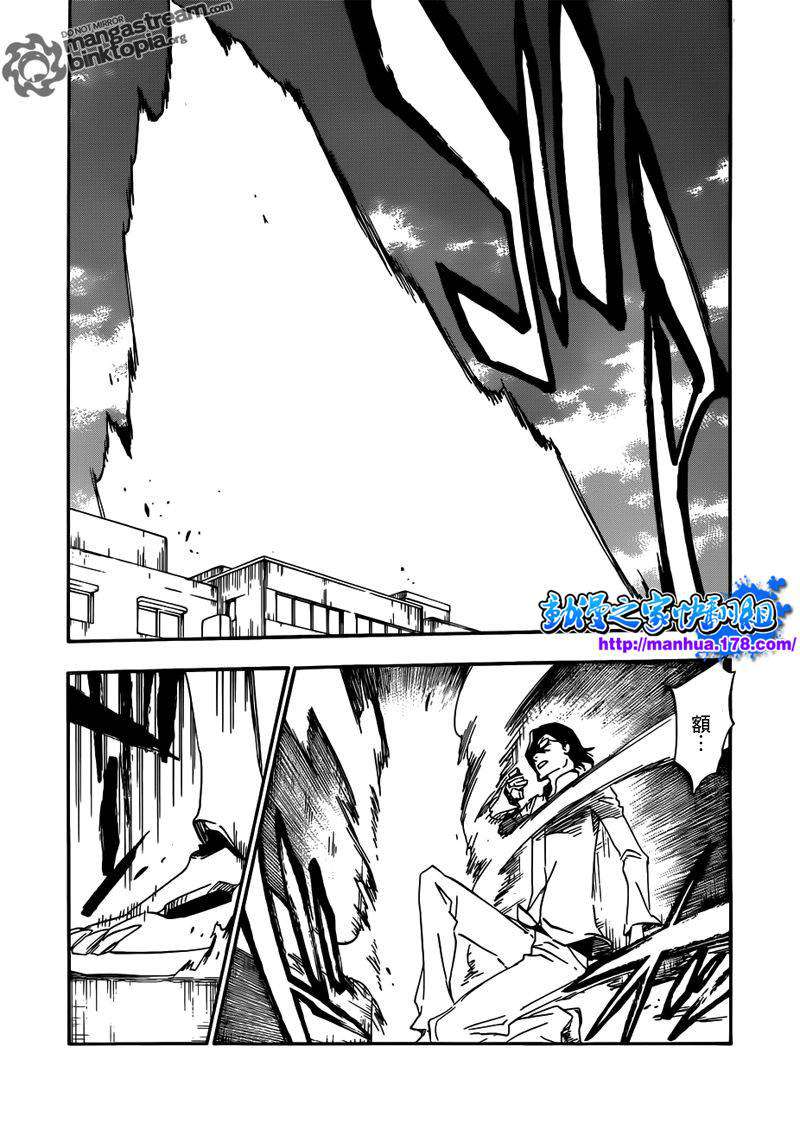 DO NOT MIRROR
mangastream.com
binktopia.org
動漫之家快翻組
http://manhua.178.com/
額…